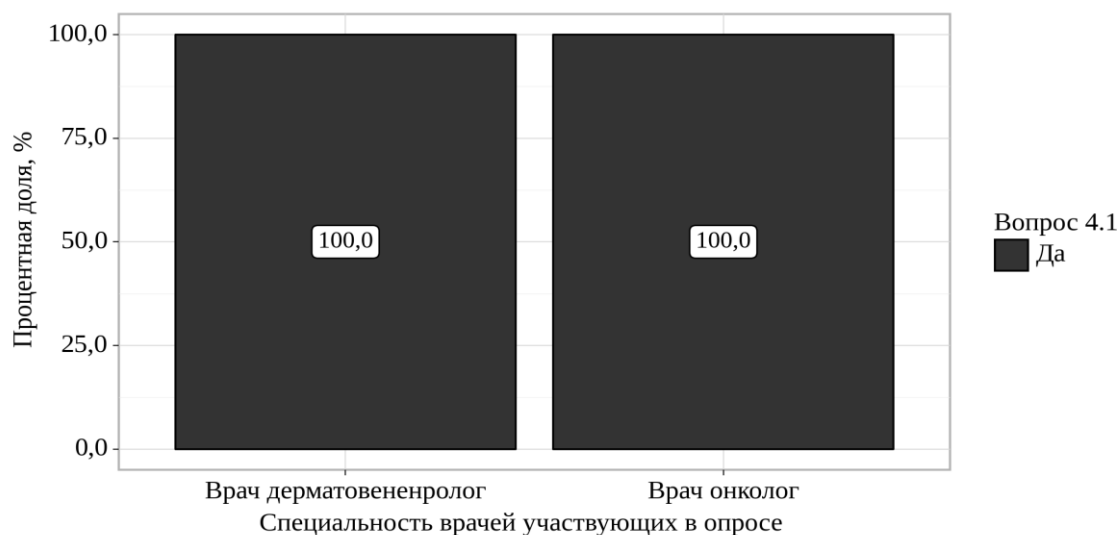 Процентная доля, %
100,0
75,0
50,0
25,0
0,0
100,0
100,0
Врач дерматовененролог
Врач онколог
Специальность врачей участвующих в опросе
Вопрос 4.1
Да